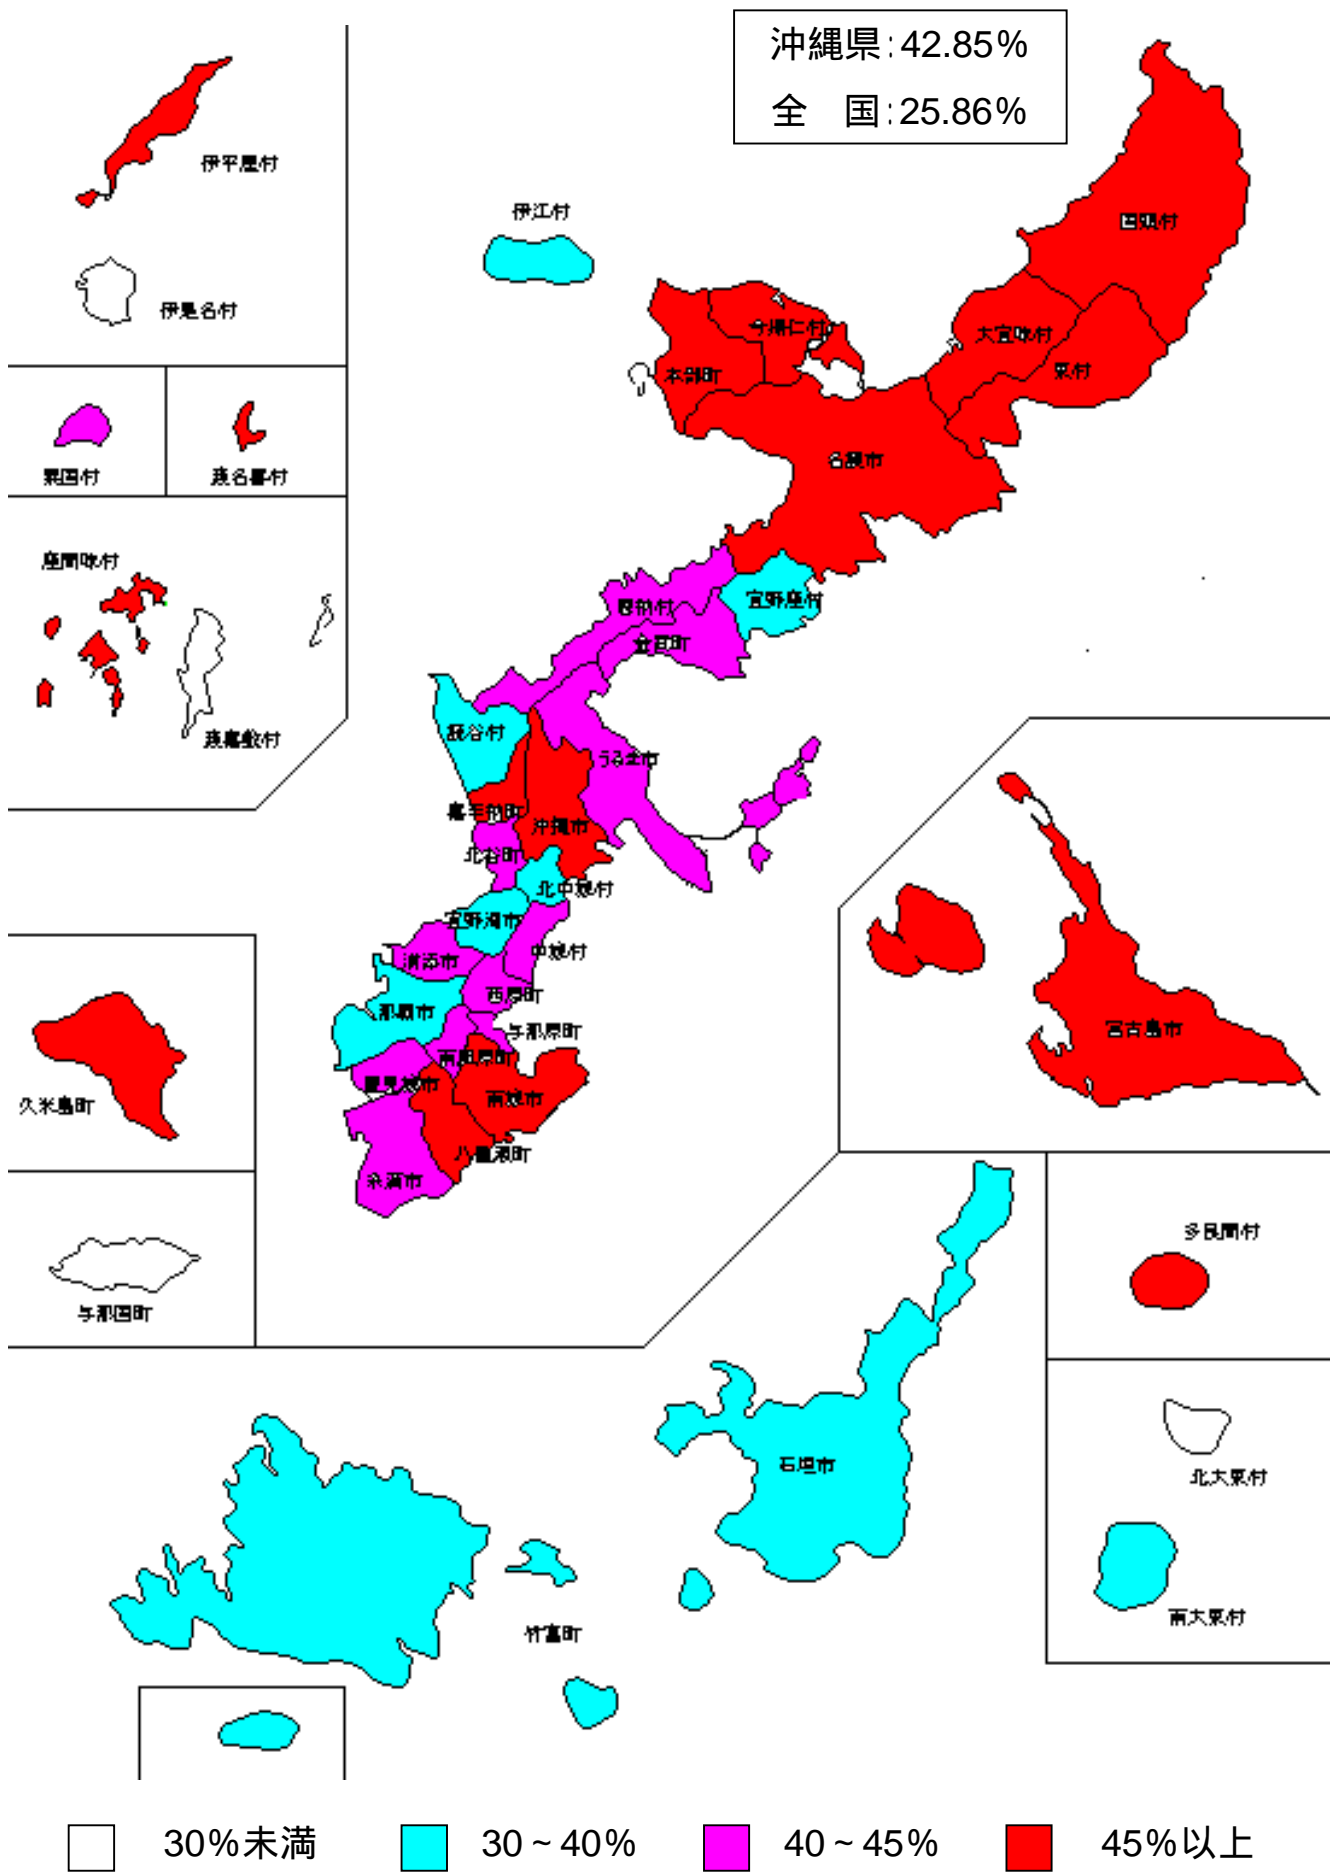 沖縄県:42.85%
全 国:25.86%
伊平屋村
伊是名村
伊江村
国頭村
大宜味村
東村
今帰仁村
本部町
名護市
粟国村
渡名喜村
座間味村
渡嘉敷村
恩納村
宜野座村
金武町
読谷村
うるま市
嘉手納町
沖縄市
北谷町
北中城村
宜野湾市
中城村
浦添市
西原町
那覇市
与那原町
南風原町
豊見城市
南城市
八重瀬町
糸満市
久米島町
宮古島市
与那国町
多良間村
石垣市
北大東村
南大東村
竹富町
30%未満
30~40%
40~45%
45%以上